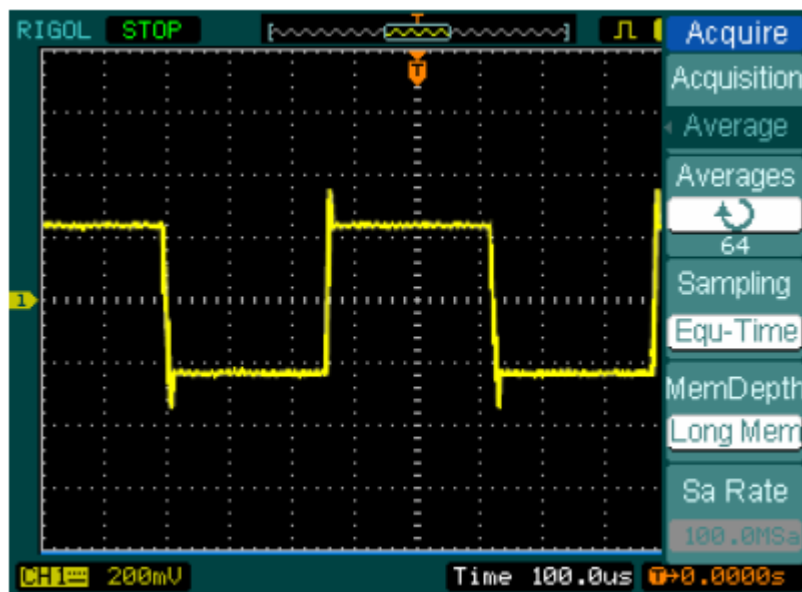 RIGOL STOP T Acquire
T
Acquisition
Average
Averages
64
Sampling
1
Equ-Time
MemDepth
Long Mem
Sa Rate
100.0MSa
CH1 200mV Time 100.0us T→0.0000s